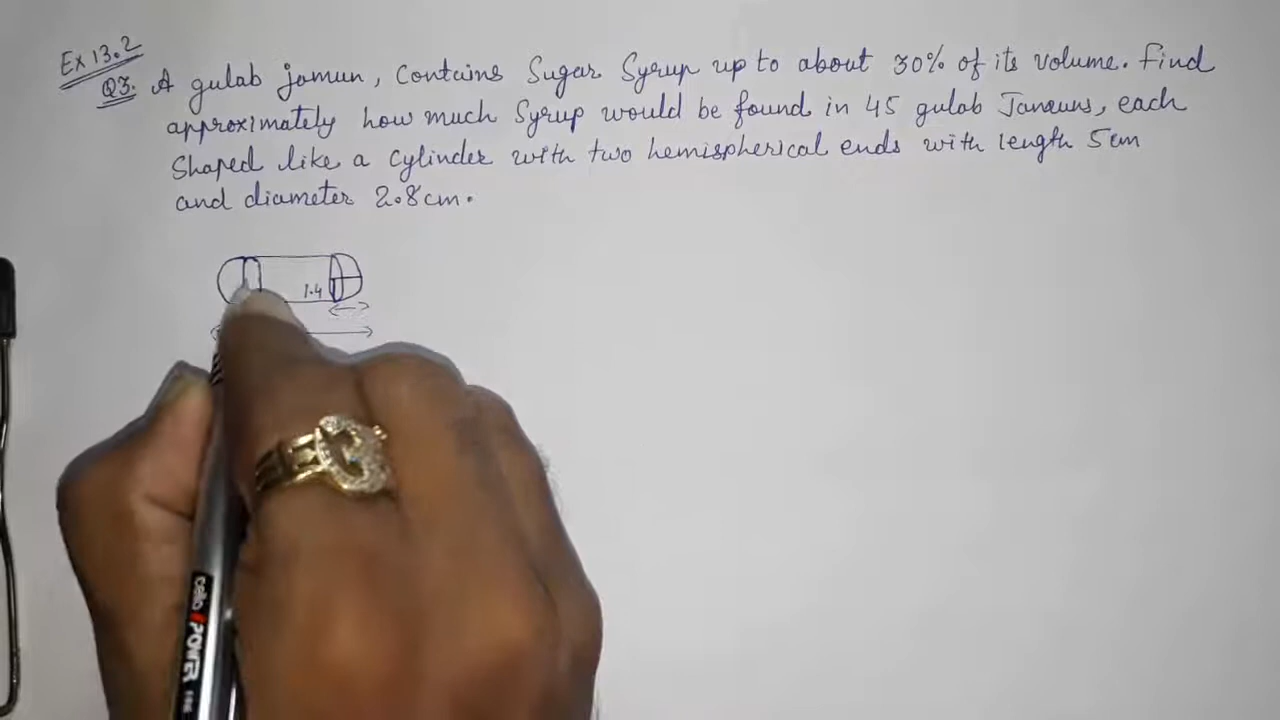 Ex 13.2
Q3. A gulab jamun, Contains Sugar Syrup up to about 30% of its volume. Find
approximately how much Syrup would be found in 45 gulab Jamuns, each
Shaped like a Cylinder with two hemispherical ends with length 5cm
and diameter 2.8cm.
1.4
cello POWER